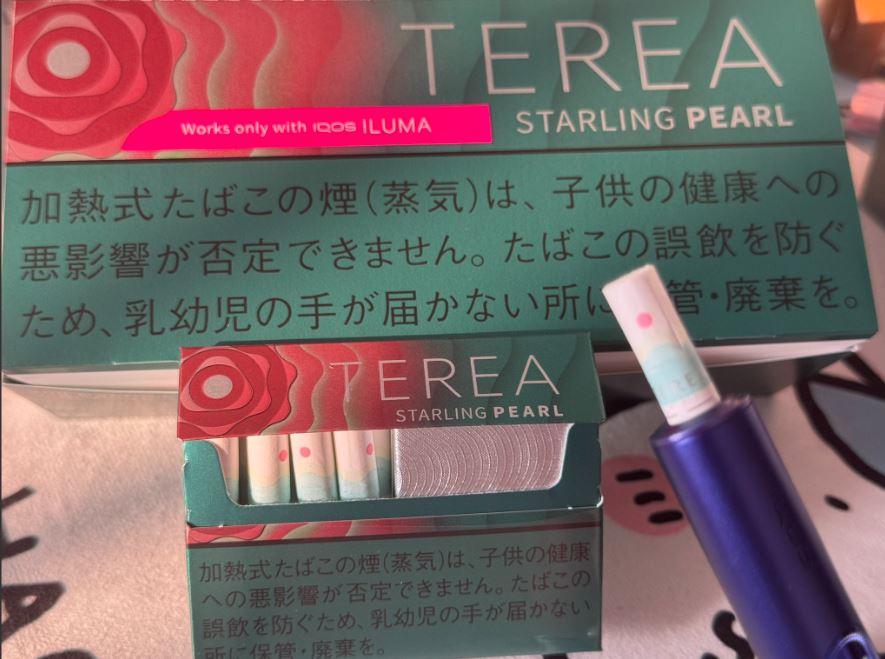 TEREA
STARLING PEARL
Works only with IQOS ILUMA
加熱式たばこの煙(蒸気)は、子供の健康への
悪影響が否定できません。たばこの誤飲を防ぐ
ため、乳幼児の手が届かない所に 管・廃棄を。
TEREA
STARLING PEARL
加熱式たばこの煙(蒸気)は、子供の健康
への悪影響が否定できません。たばこの
誤飲を防ぐため、乳幼児の手が届かない
所に保管・廃棄を。